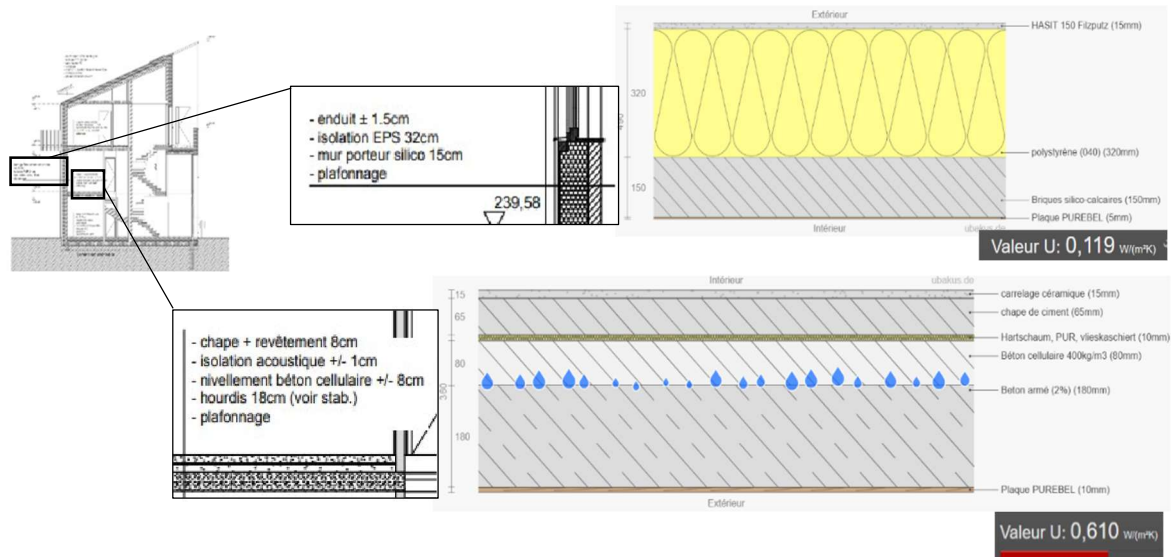 Extérieur
HASIT 150 Filzputz (15mm)
320
polystyrène (040) (320mm)
150
Briques silico-calcaires (150mm)
Plaque PUREBEL (5mm)
Intérieur
ubakus.de
Valeur U: 0,119 W/(m²K)
- enduit ± 1.5cm
- isolation EPS 32cm
- mur porteur silico 15cm
- plafonnage
239,58
Intérieur
ubakus.de
15
carrelage céramique (15mm)
65
chape de ciment (65mm)
Hartschaum, PUR, vlieskaschiert (10mm)
80
Béton cellulaire 400kg/m3 (80mm)
360
Beton armé (2%) (180mm)
180
Plaque PUREBEL (10mm)
Extérieur
Valeur U: 0,610 W/(m²K)
- chape + revêtement 8cm
- isolation acoustique +/- 1cm
- nivellement béton cellulaire +/- 8cm
- hourdis 18cm (voir stab.)
- plafonnage